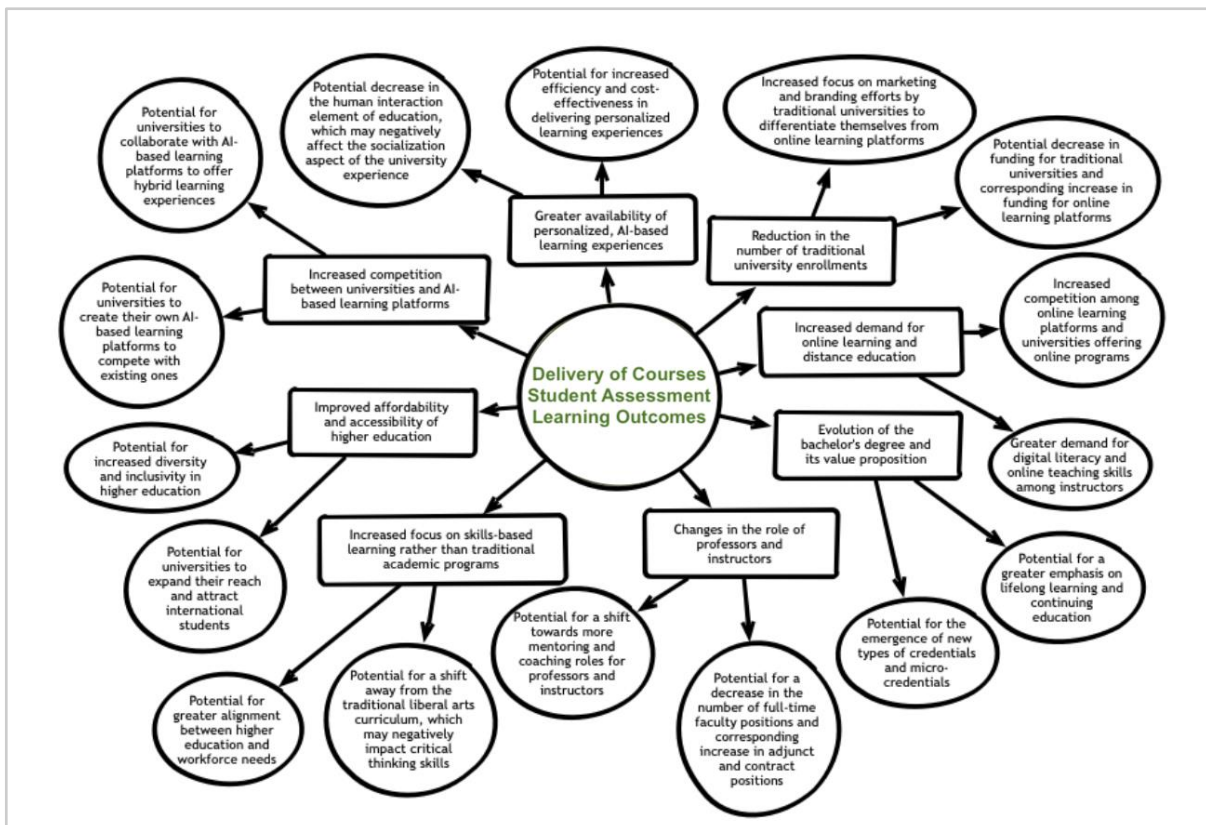 Potential for
universities to
collaborate with AI-
based learning
platforms to offer
hybrid learning
experiences
Potential decrease in
the human interaction
element of education,
which may negatively
affect the socialization
aspect of the university
experience
Potential for increased
efficiency and cost-
effectiveness in
delivering personalized
learning experiences
Increased focus on marketing
and branding efforts by
traditional universities to
differentiate themselves from
online learning platforms
Potential decrease in
funding for traditional
universities and
corresponding increase in
funding for online
learning platforms
Greater availability of
personalized, AI-based
learning experiences
Reduction in the
number of traditional
university enrollments
Increased competition
between universities and AI-
based learning platforms
Potential for
universities to
create their own AI-
based learning
platforms to
compete with
existing ones
Increased demand for
online learning and
distance education
Increased
competition among
online learning
platforms and
universities offering
online programs
Delivery of Courses
Student Assessment
Learning Outcomes
Improved affordability
and accessibility of
higher education
Evolution of the
bachelor's degree and
its value proposition
Potential for
increased diversity
and inclusivity in
higher education
Greater demand for
digital literacy and
online teaching skills
among instructors
Increased focus on skills-based
learning rather than traditional
academic programs
Changes in the role of
professors and
instructors
Potential for
universities to
expand their reach
and attract
international
students
Potential for a
greater emphasis on
lifelong learning and
continuing
education
Potential for a shift
towards more
mentoring and
coaching roles for
professors and
instructors
Potential for the
emergence of new
types of credentials
and micro-
credentials
Potential for
greater alignment
between higher
education and
workforce needs
Potential for a shift
away from the
traditional liberal arts
curriculum, which
may negatively
impact critical
thinking skills
Potential for a
decrease in the
number of full-time
faculty positions and
corresponding
increase in adjunct
and contract
positions